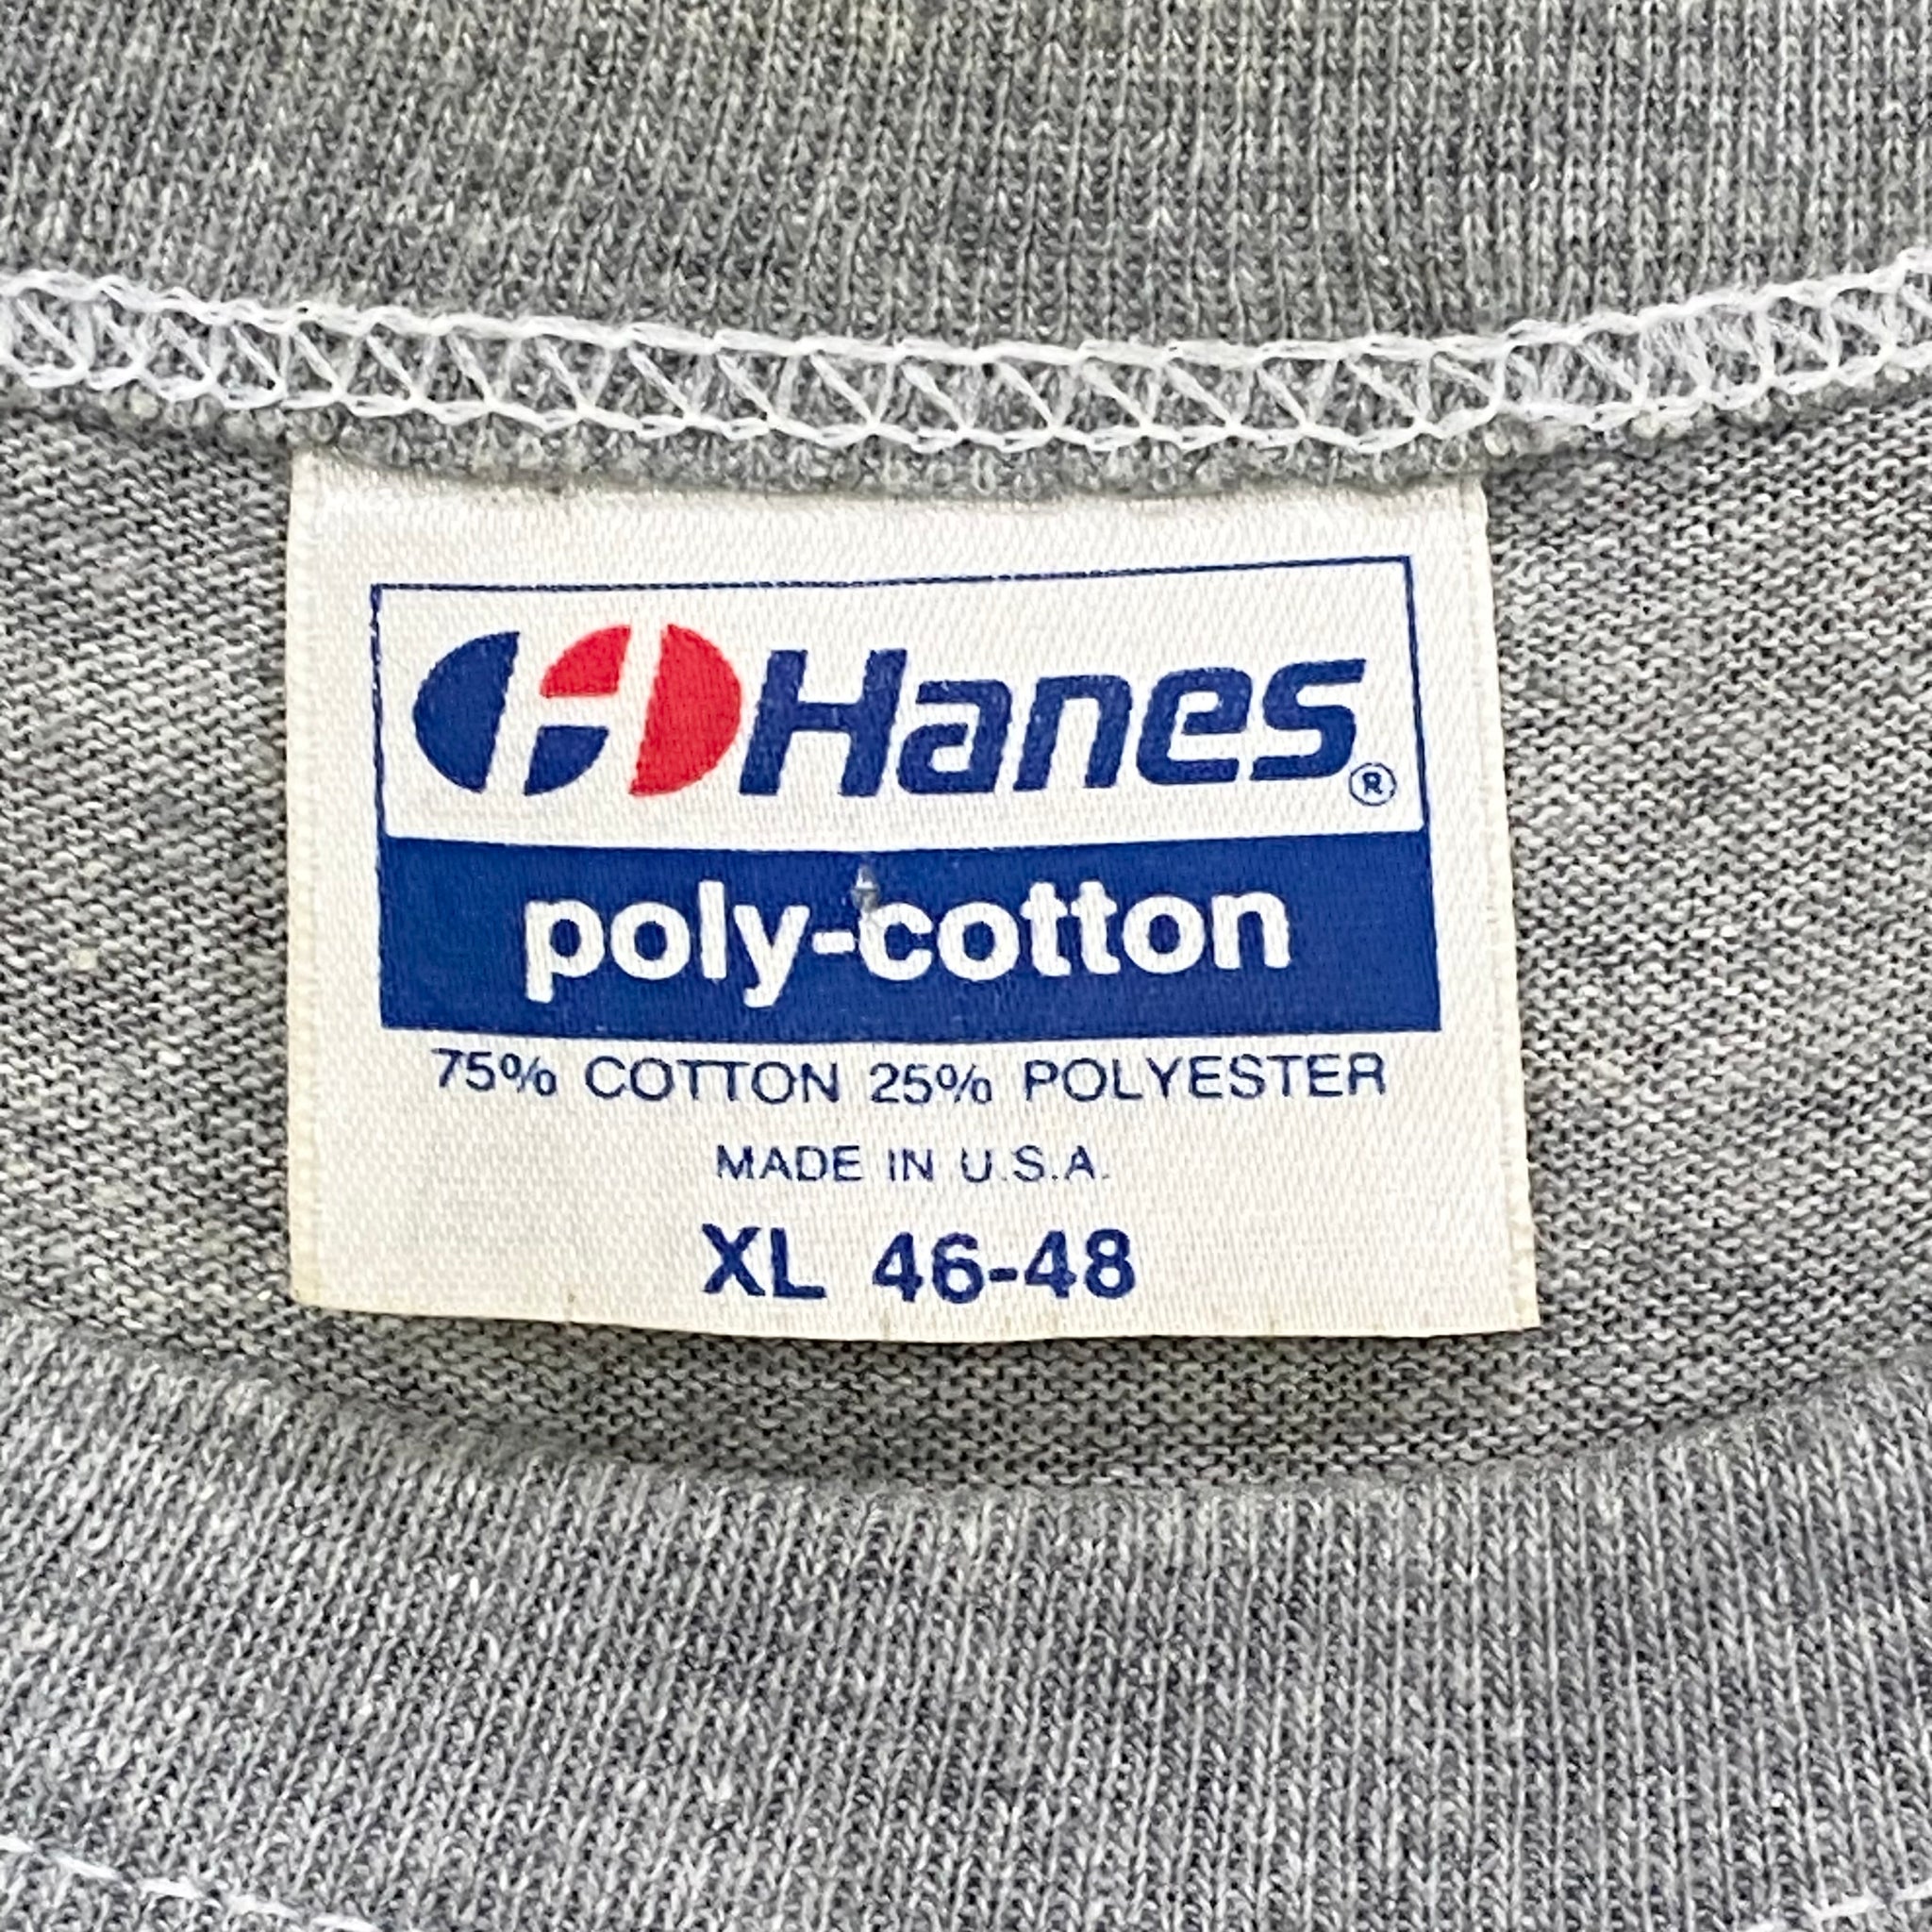 Hanes®
poly-cotton
75% COTTON 25% POLYESTER
MADE IN U.S.A.
XL 46-48